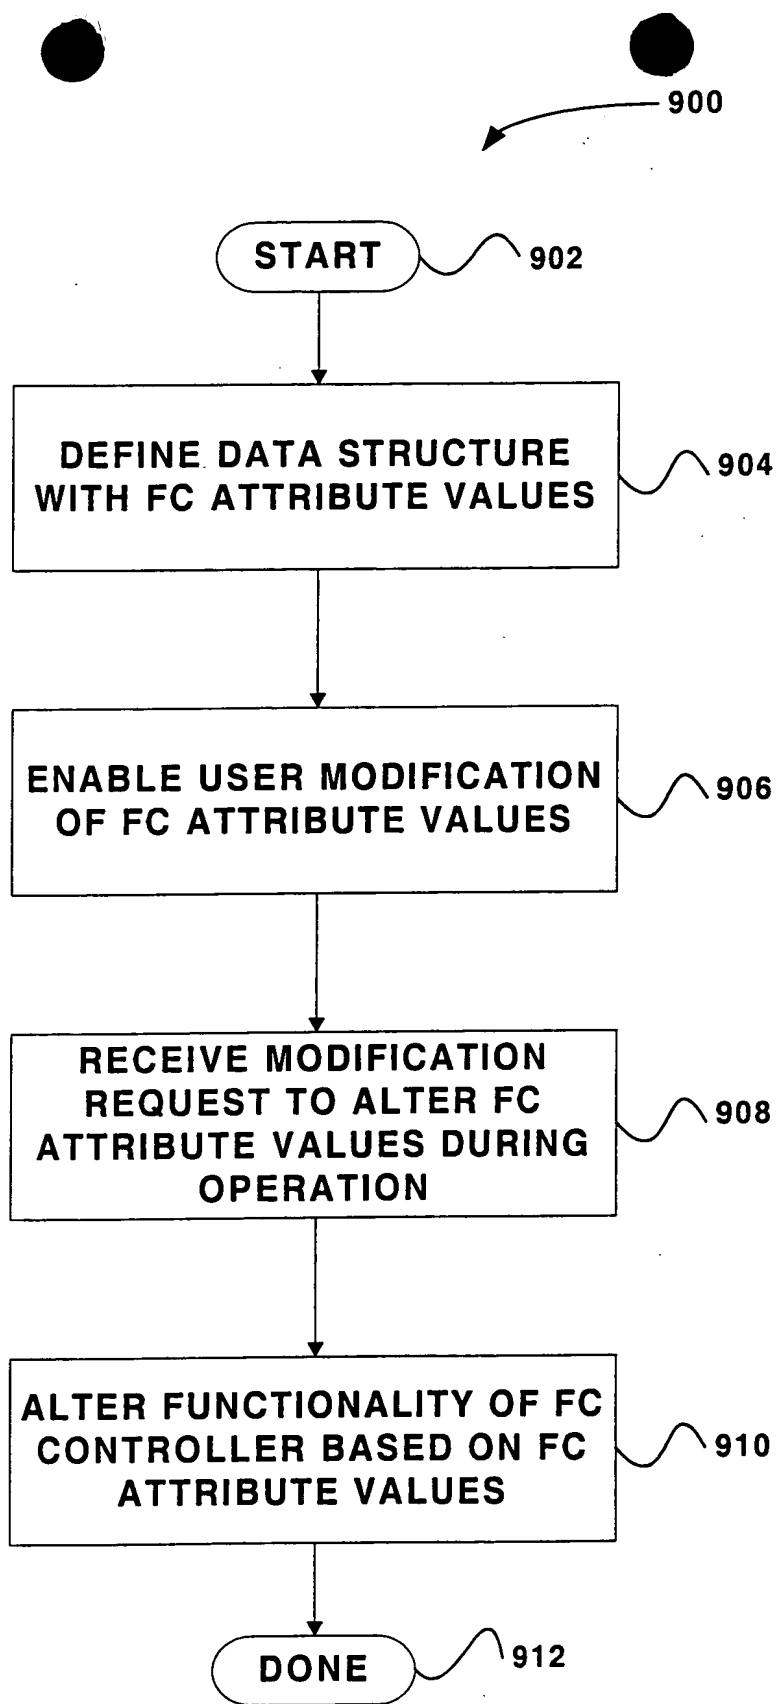 900
START
902
DEFINE DATA STRUCTURE
WITH FC ATTRIBUTE VALUES
904
ENABLE USER MODIFICATION
OF FC ATTRIBUTE VALUES
906
RECEIVE MODIFICATION
REQUEST TO ALTER FC
ATTRIBUTE VALUES DURING
OPERATION
908
ALTER FUNCTIONALITY OF FC
CONTROLLER BASED ON FC
ATTRIBUTE VALUES
910
DONE
912